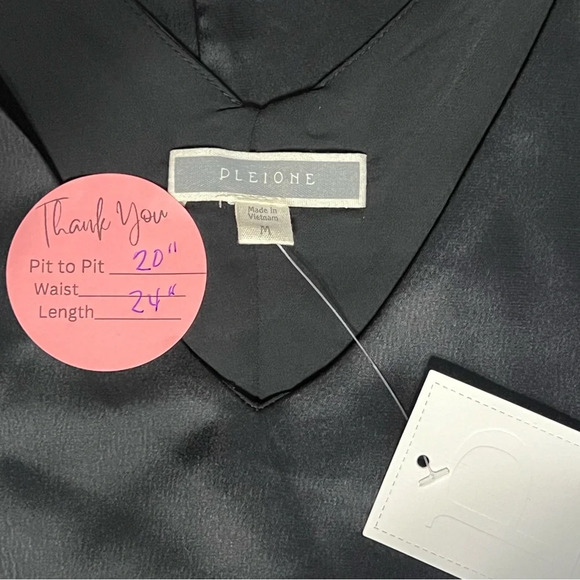 PLEIONE
Made in
Vietnam
M
Thank You
Pit to Pit 20"
Waist
Length 24"